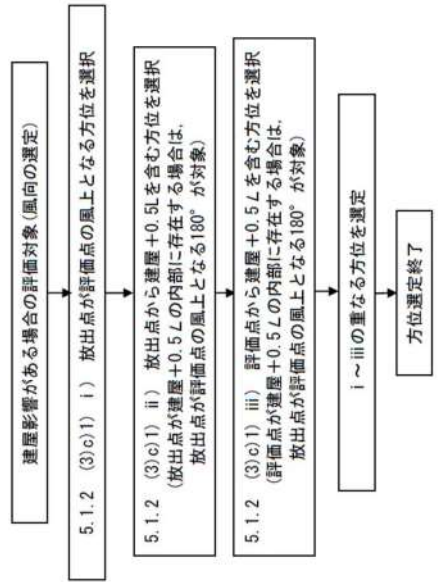 建屋影響がある場合の評価対象(風向の選定)
5.1.2 (3)c)1) ⅰ) 放出点が評価点の風上となる方位を選択
5.1.2 (3)c)1) ⅱ) 放出点から建屋+0.5Lを含む方位を選択
(放出点が建屋+0.5Lの内部に存在する場合は,
放出点が評価点の風上となる180°が対象)
5.1.2 (3)c)1) ⅲ) 評価点から建屋+0.5Lを含む方位を選択
(評価点が建屋+0.5Lの内部に存在する場合は,
放出点が評価点の風上となる180°が対象)
ⅰ~ⅲの重なる方位を選定
方位選定終了